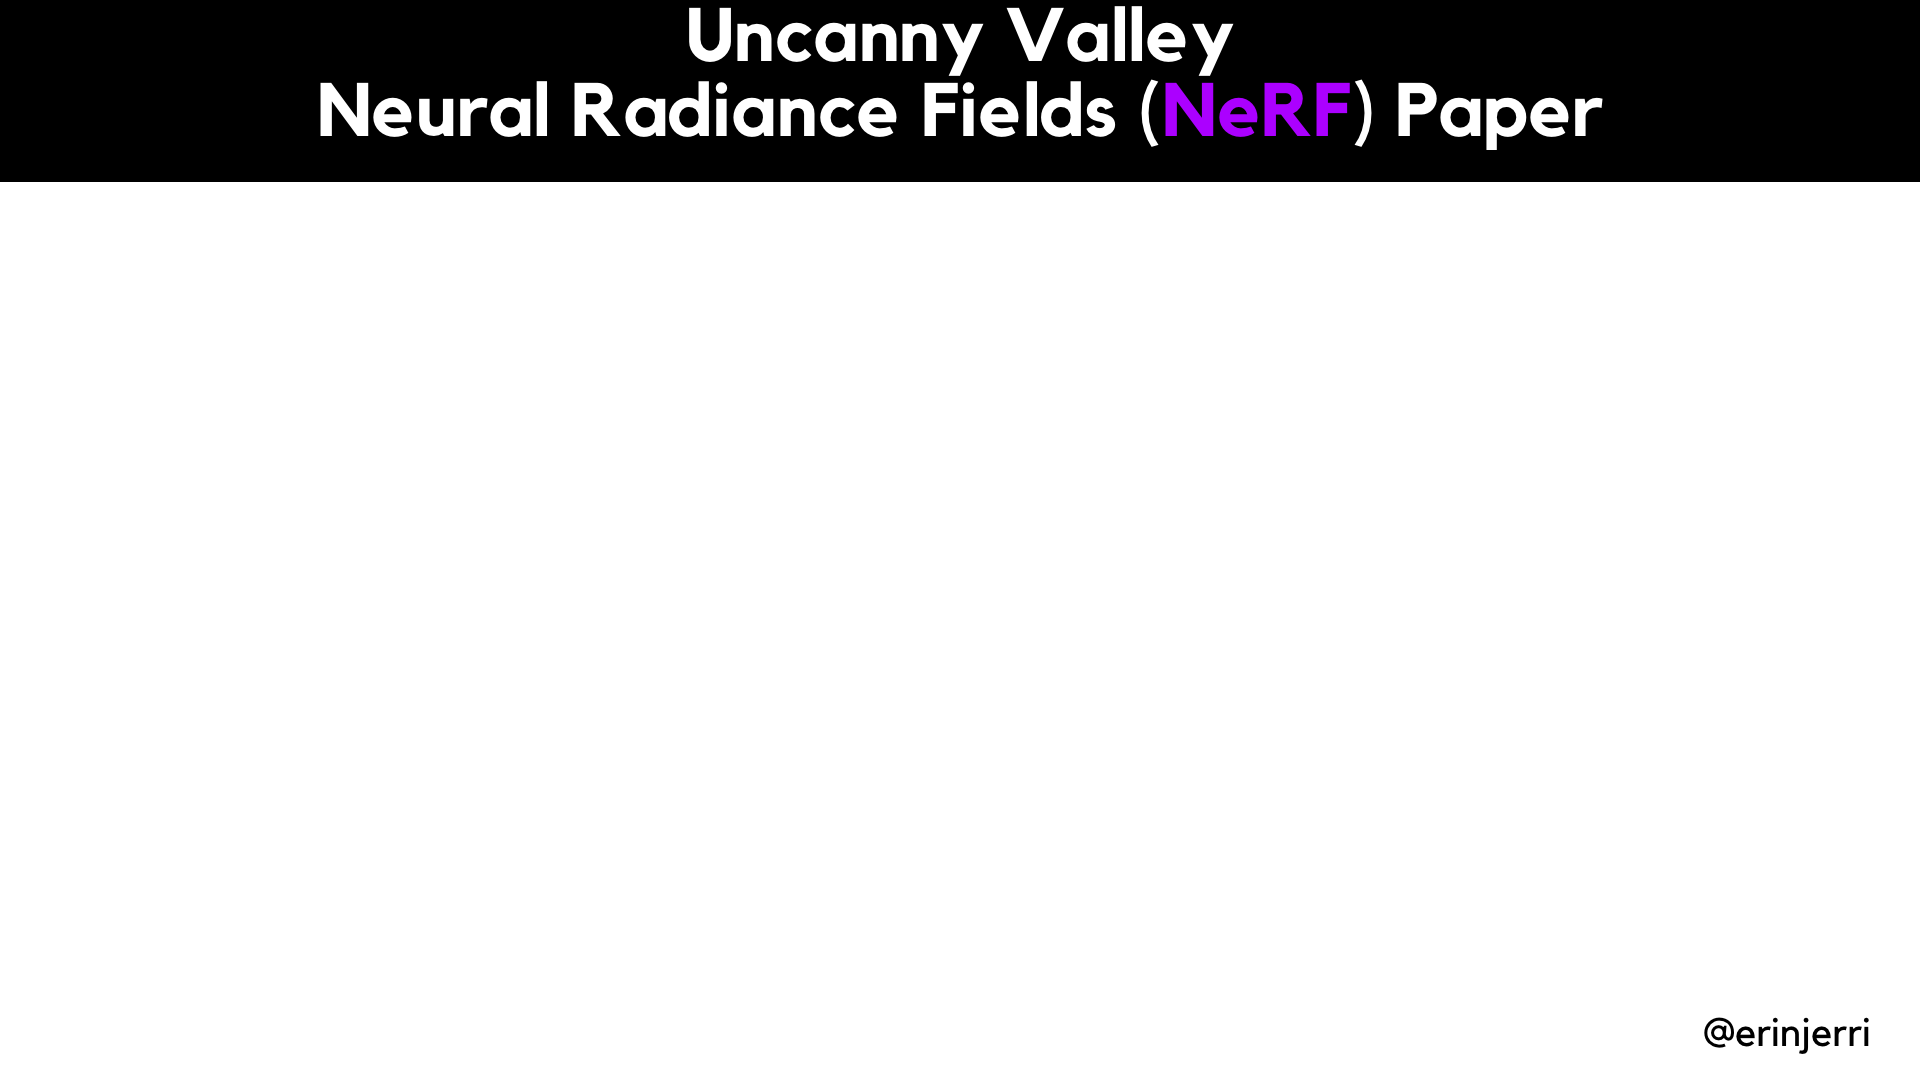 Uncanny Valley
Neural Radiance Fields (NeRF) Paper
@erinjerri